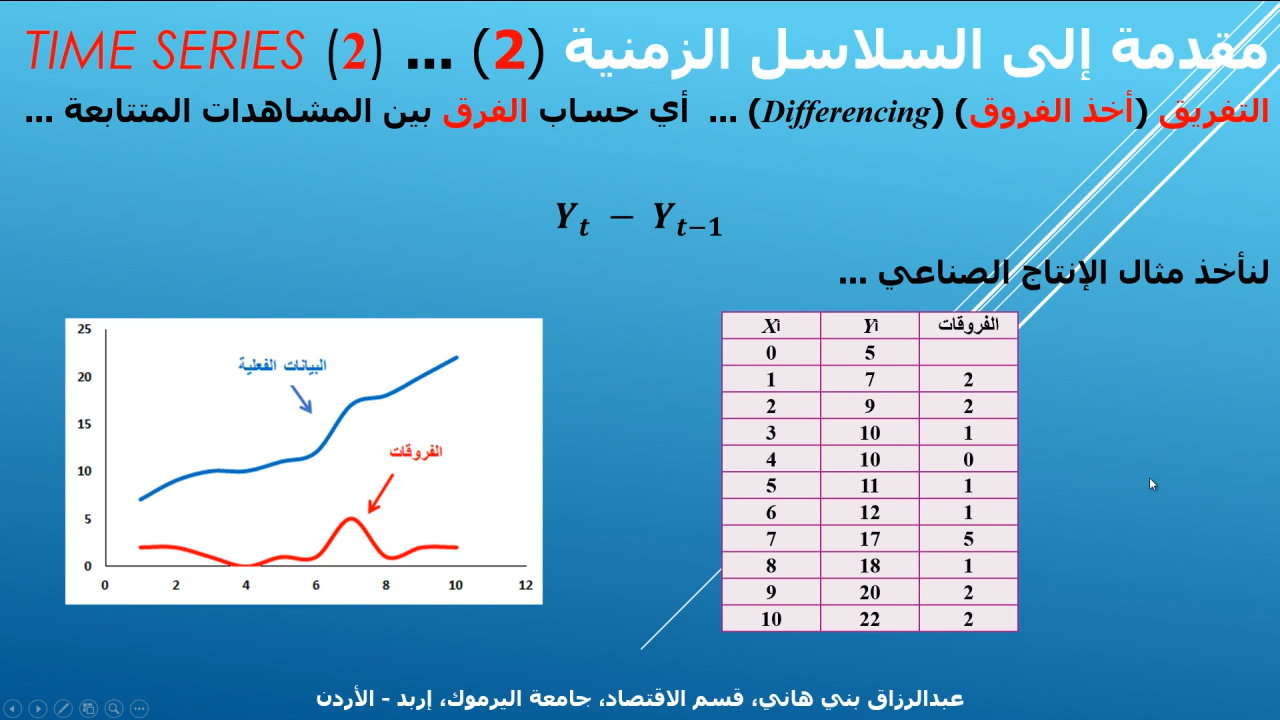 مقدمة إلى السلاسل الزمنية (2) ... TIME SERIES (2)
التفريق (أخذ الفروق) (Differencing) ... أي حساب الفرق بين المشاهدات المتتابعة ...
Yt − Yt−1
لنأخذ مثال الإنتاج الصناعي ...
25
20
15
10
5
0
0 2 4 6 8 10 12
البيانات الفعلية
الفروقات
Xi Yi الفروقات
0 5
1 7 2
2 9 2
3 10 1
4 10 0
5 11 1
6 12 1
7 17 5
8 18 1
9 20 2
10 22 2
عبدالرزاق بني هاني، قسم الاقتصاد، جامعة اليرموك، إربد - الأردن